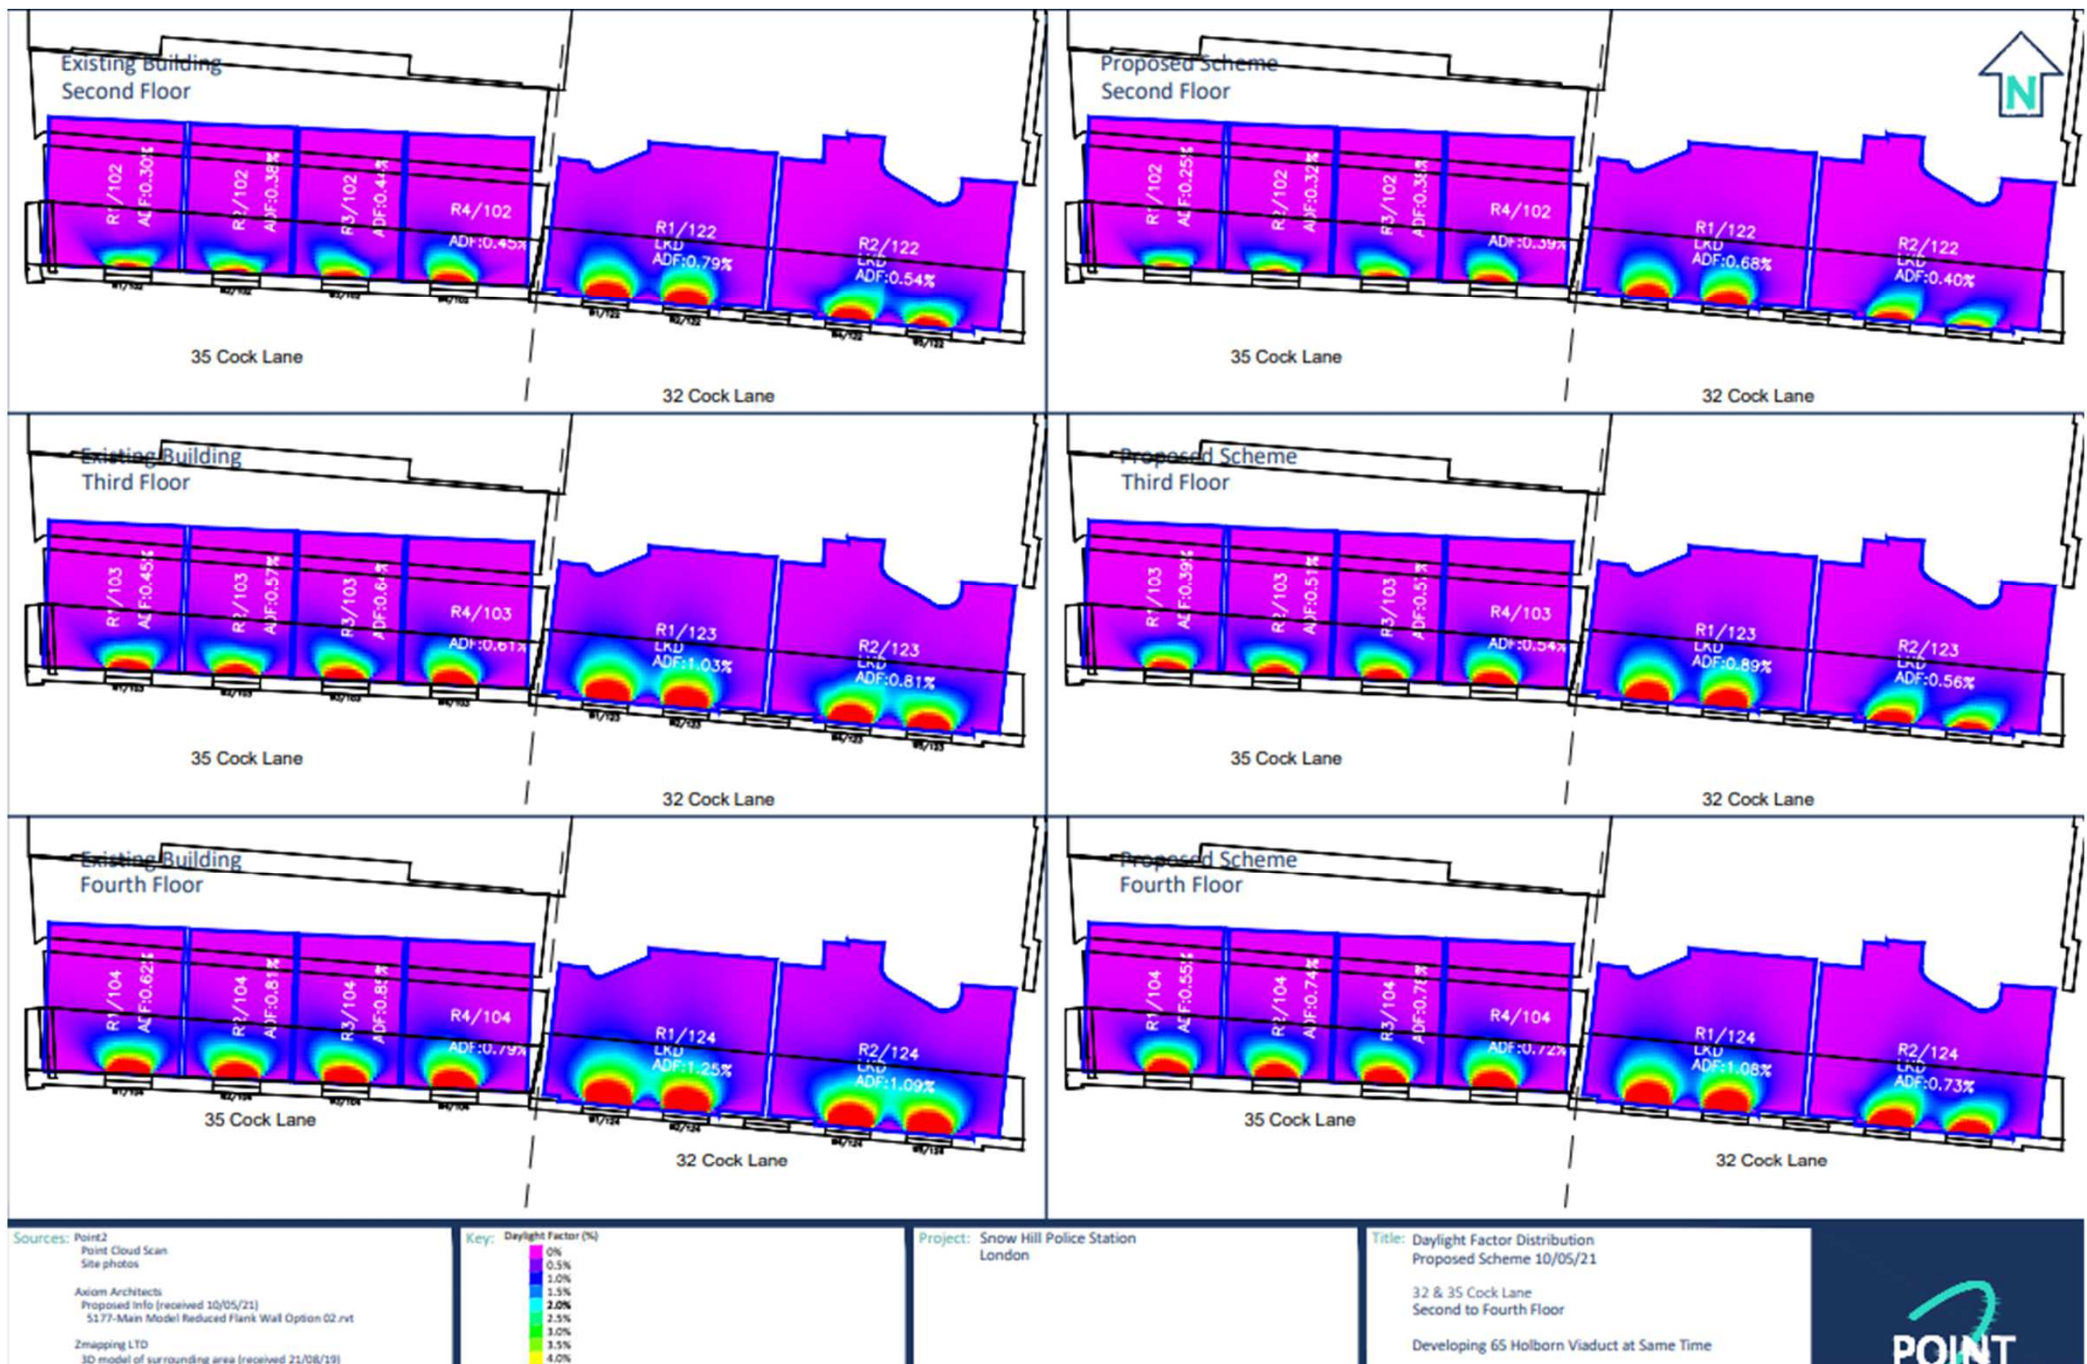 Existing Building
Second Floor
R1/102
ADF:0.30%
R2/102
ADF:0.38%
R3/102
R4/102
ADF:0.45%
R1/122
LKD
ADF:0.79%
R2/122
LKD
ADF:0.54%
W1/122
W2/122
35 Cock Lane
32 Cock Lane
Proposed Scheme
Second Floor
N
R1/102
ADF:0.25%
R2/102
ADF:0.32%
R3/102
R4/102
ADF:0.39%
R1/122
LKD
ADF:0.68%
R2/122
LKD
ADF:0.40%
35 Cock Lane
32 Cock Lane
Existing Building
Third Floor
R1/103
ADF:0.45%
R2/103
ADF:0.57%
R3/103
R4/103
ADF:0.61%
R1/123
LKD
ADF:1.03%
R2/123
LKD
ADF:0.81%
W1/123
W2/123
35 Cock Lane
32 Cock Lane
Proposed Scheme
Third Floor
R1/103
ADF:0.39%
R2/103
ADF:0.51%
R3/103
R4/103
ADF:0.54%
R1/123
LKD
ADF:0.89%
R2/123
LKD
ADF:0.56%
35 Cock Lane
32 Cock Lane
Existing Building
Fourth Floor
R1/104
ADF:0.62%
R2/104
ADF:0.81%
R3/104
R4/104
ADF:0.79%
R1/124
LKD
ADF:1.25%
R2/124
LKD
ADF:1.09%
W1/124
W2/124
35 Cock Lane
32 Cock Lane
Proposed Scheme
Fourth Floor
R1/104
ADF:0.55%
R2/104
ADF:0.74%
R3/104
R4/104
ADF:0.72%
R1/124
LKD
ADF:1.08%
R2/124
LKD
ADF:0.73%
35 Cock Lane
32 Cock Lane
Sources: Point2
Point Cloud Scan
Site photos
Axiom Architects
Proposed Info (received 10/05/21)
5177-Main Model Reduced Flank Wall Option 02.rvt
Zmapping LTD
3D model of surrounding area (received 21/08/19)
Key: Daylight Factor (%)
0%
0.5%
1.0%
1.5%
2.0%
2.5%
3.0%
3.5%
4.0%
Project: Snow Hill Police Station
London
Title: Daylight Factor Distribution
Proposed Scheme 10/05/21
32 & 35 Cock Lane
Second to Fourth Floor
Developing 65 Holborn Viaduct at Same Time
POINT